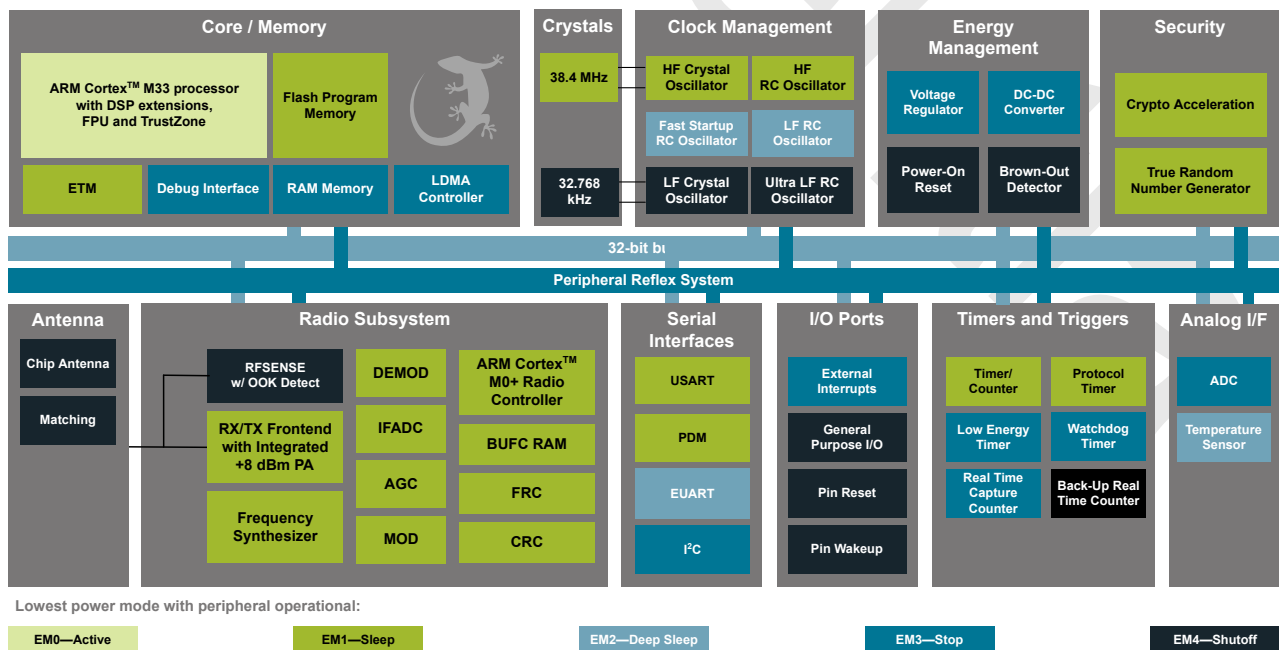 Core / Memory
ARM Cortex™ M33 processor
with DSP extensions,
FPU and TrustZone
Flash Program
Memory
ETM
Debug Interface
RAM Memory
LDMA
Controller
Crystals
38.4 MHz
32.768
kHz
Clock Management
HF Crystal
Oscillator
HF
RC Oscillator
Fast Startup
RC Oscillator
LF RC
Oscillator
LF Crystal
Oscillator
Ultra LF RC
Oscillator
Energy
Management
Voltage
Regulator
DC-DC
Converter
Power-On
Reset
Brown-Out
Detector
Security
Crypto Acceleration
True Random
Number Generator
32-bit
Peripheral Reflex System
Antenna
Chip Antenna
Matching
Radio Subsystem
RFSENSE
w/ OOK Detect
RX/TX Frontend
with Integrated
+8 dBm PA
Frequency
Synthesizer
DEMOD
IFADC
AGC
MOD
ARM Cortex™
M0+ Radio
Controller
BUFC RAM
FRC
CRC
Serial
Interfaces
USART
PDM
EUART
I²C
I/O Ports
External
Interrupts
General
Purpose I/O
Pin Reset
Pin Wakeup
Timers and Triggers
Timer/
Counter
Protocol
Timer
Low Energy
Timer
Watchdog
Timer
Real Time
Capture
Counter
Back-Up Real
Time Counter
Analog I/F
ADC
Temperature
Sensor
Lowest power mode with peripheral operational:
EM0—Active
EM1—Sleep
EM2—Deep Sleep
EM3—Stop
EM4—Shutoff